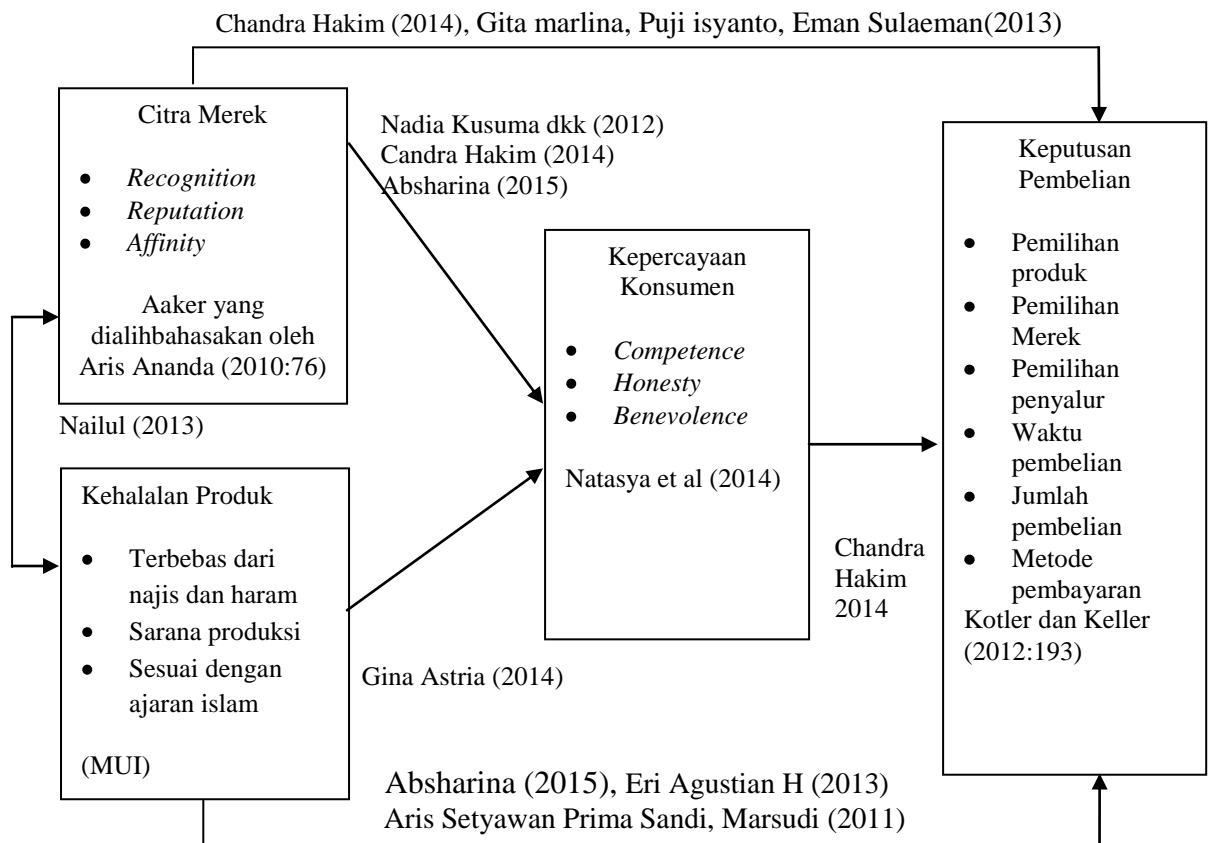 Chandra Hakim (2014), Gita marlina, Puji isyanto, Eman Sulaeman(2013)
Citra Merek
• Recognition
• Reputation
• Affinity
Aaker yang
dialihbahasakan oleh
Aris Ananda (2010:76)
Nadia Kusuma dkk (2012)
Candra Hakim (2014)
Absharina (2015)
Nailul (2013)
Kehalalan Produk
• Terbebas dari
najis dan haram
• Sarana produksi
• Sesuai dengan
ajaran islam
(MUI)
Gina Astria (2014)
Kepercayaan
Konsumen
• Competence
• Honesty
• Benevolence
Natasya et al (2014)
Chandra
Hakim
2014
Keputusan
Pembelian
• Pemilihan
produk
• Pemilihan
Merek
• Pemilihan
penyalur
• Waktu
pembelian
• Jumlah
pembelian
• Metode
pembayaran
Kotler dan Keller
(2012:193)
Absharina (2015), Eri Agustian H (2013)
Aris Setyawan Prima Sandi, Marsudi (2011)